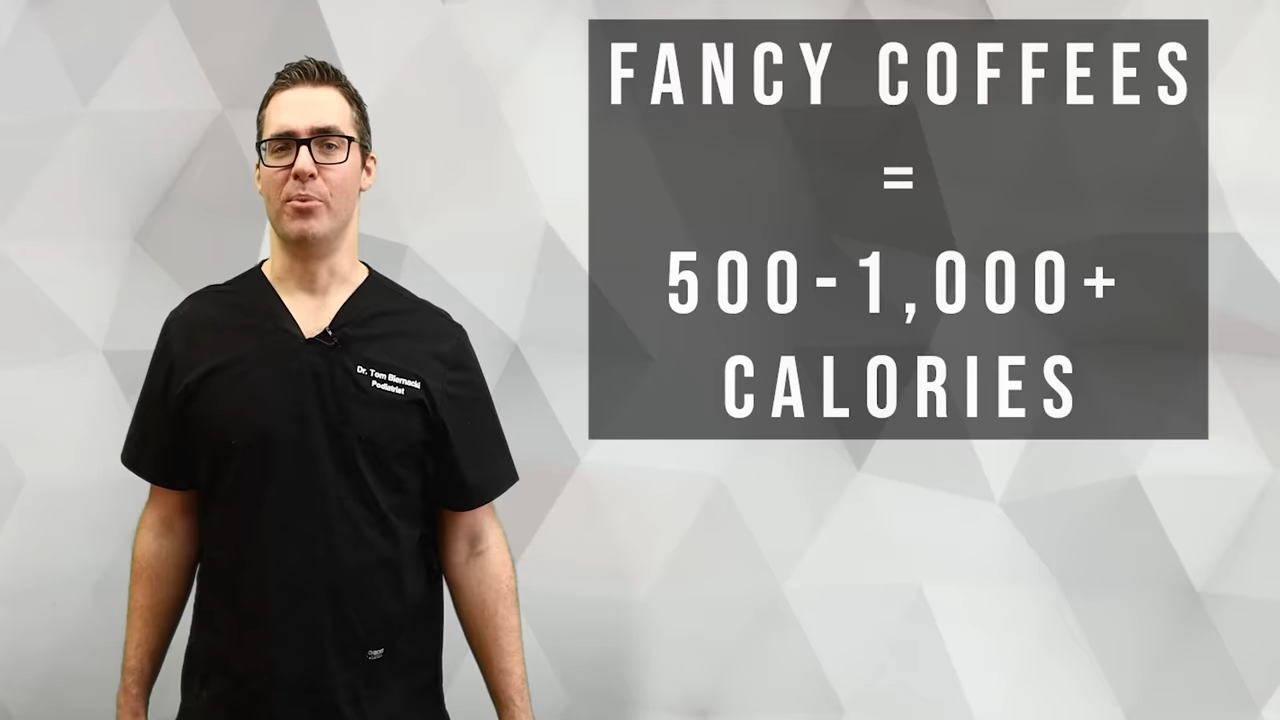 FANCY COFFEES
=
500-1,000+
CALORIES
Dr. Tom Biernacki
Podiatrist